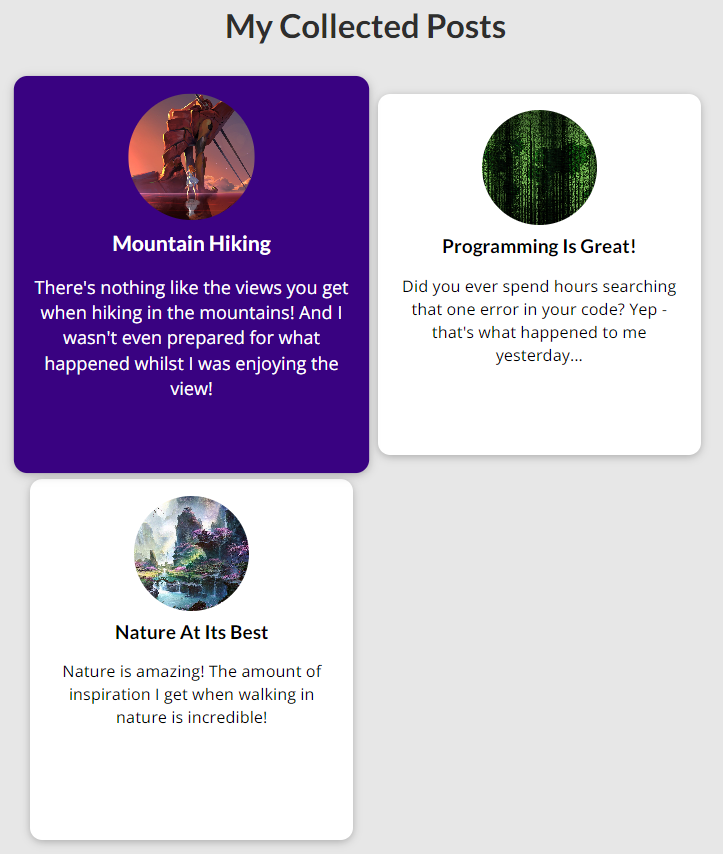 My Collected Posts
Mountain Hiking
There's nothing like the views you get
when hiking in the mountains! And I
wasn't even prepared for what
happened whilst I was enjoying the
view!
Programming Is Great!
Did you ever spend hours searching
that one error in your code? Yep -
that's what happened to me
yesterday...
Nature At Its Best
Nature is amazing! The amount of
inspiration I get when walking in
nature is incredible!